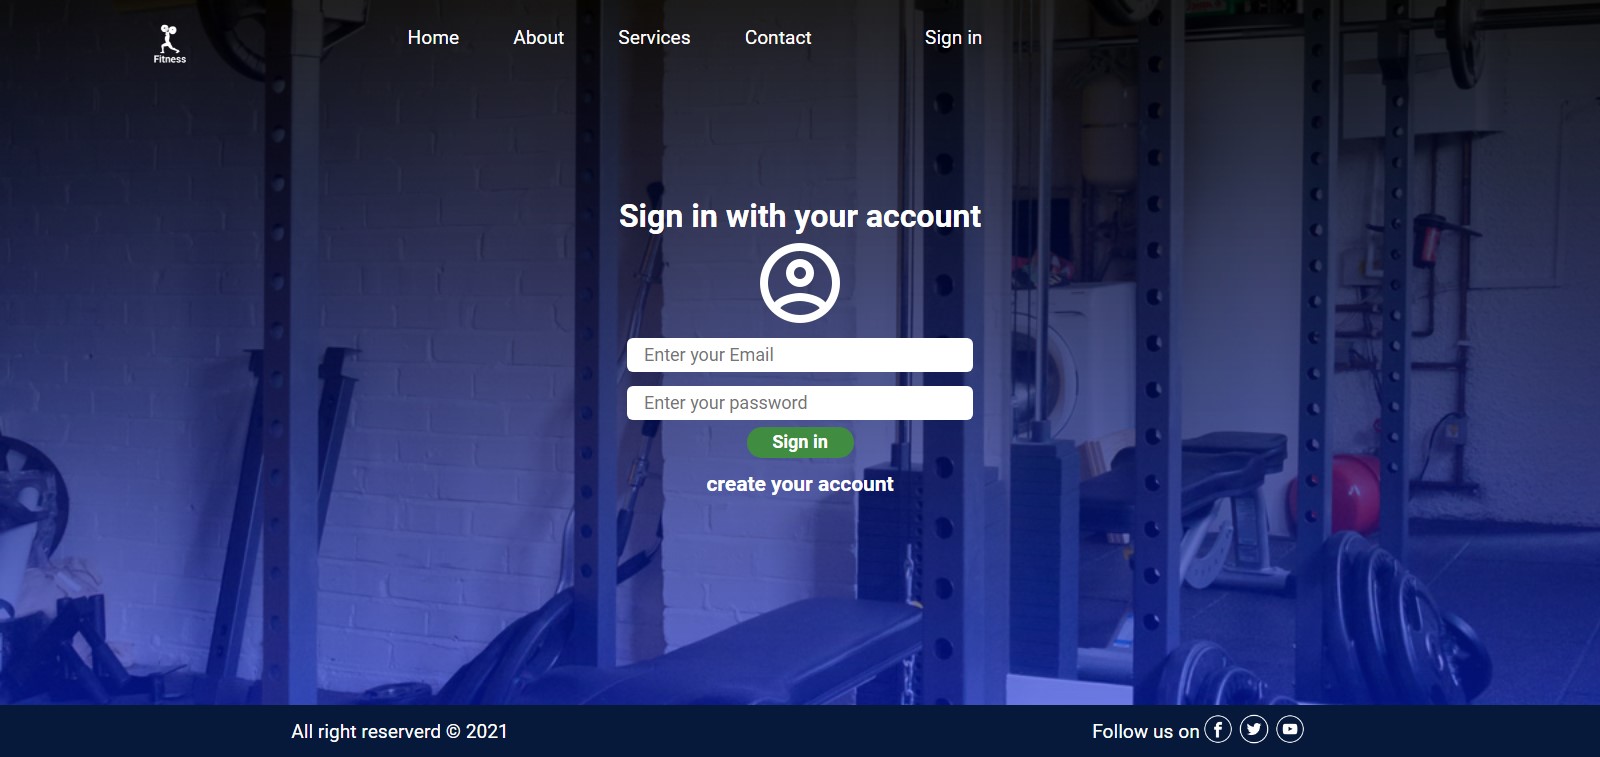 Fitness
Home About Services Contact Sign in
Sign in with your account
Enter your Email
Enter your password
Sign in
create your account
All right reserverd © 2021
Follow us on